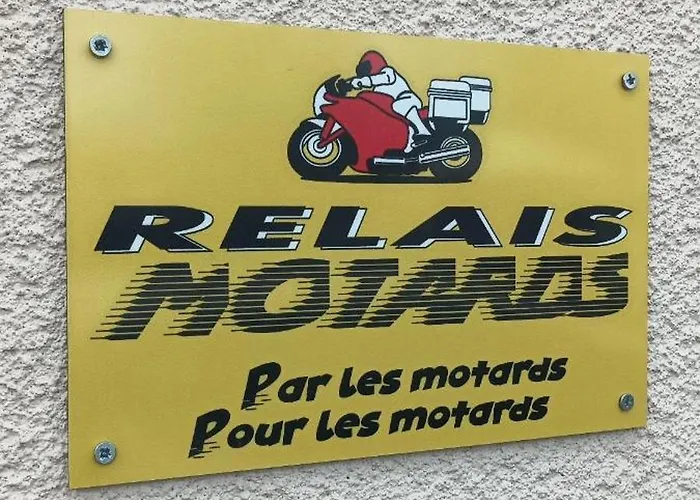 RELAIS
MOTARDS
Par Les motards
Pour Les motards